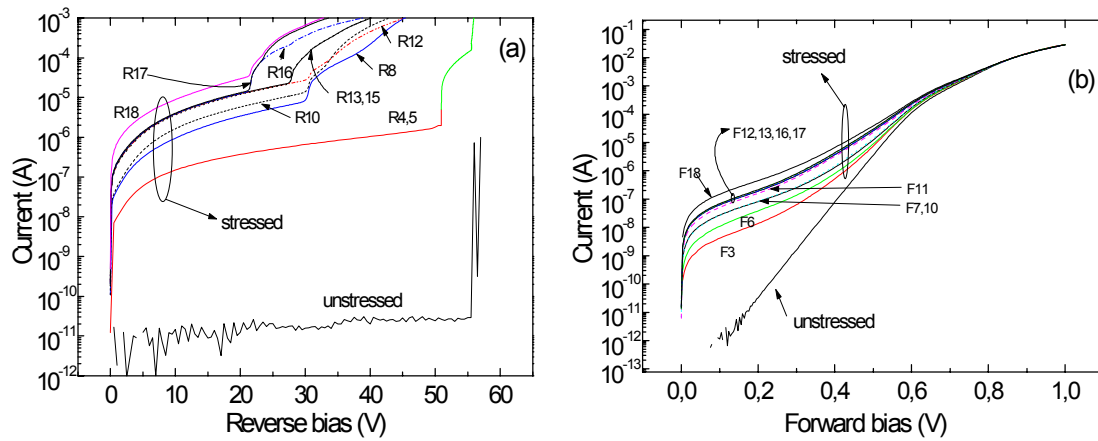 (a)
10-3
10-4
10-5
10-6
10-7
10-8
10-9
10-10
10-11
10-12
Current (A)
R12
R17
R16
R8
R13,15
R18
R10
R4,5
stressed
unstressed
0 10 20 30 40 50 60
Reverse bias (V)
(b)
10-1
10-2
10-3
10-4
10-5
10-6
10-7
10-8
10-9
10-10
10-11
10-12
10-13
Current (A)
stressed
F12,13,16,17
F18
F11
F7,10
F6
F3
unstressed
0,0 0,2 0,4 0,6 0,8 1,0
Forward bias (V)